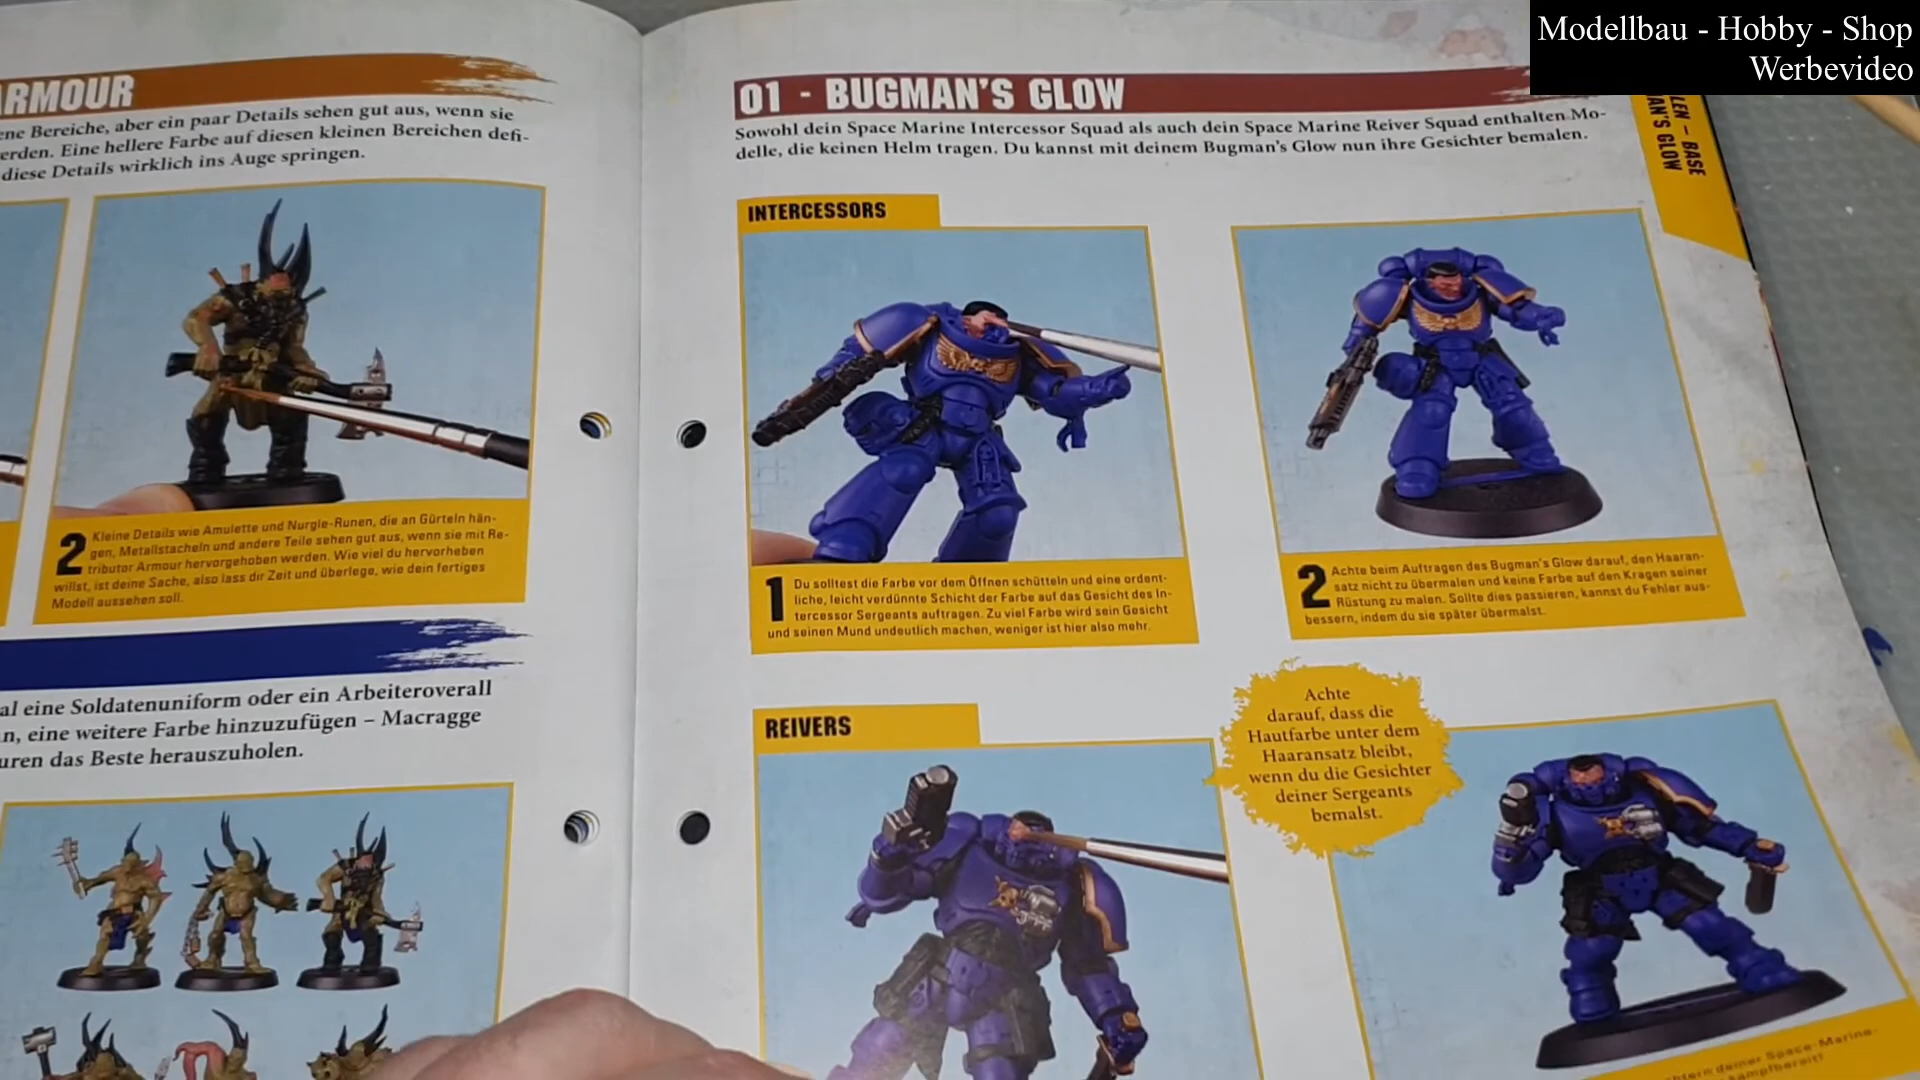 Modellbau - Hobby - Shop
Werbevideo
ARMOUR
ene Bereiche, aber ein paar Details sehen gut aus, wenn sie
erden. Eine hellere Farbe auf diesen kleinen Bereichen defi-
diese Details wirklich ins Auge springen.
2 Kleine Details wie Amulette und Nurgle-Runen, die an Gürteln hän-
gen, Metallstacheln und andere Teile sehen gut aus, wenn sie mit Re-
tributor Armour hervorgehoben werden. Wie viel du hervorheben
willst, ist deine Sache, also lass dir Zeit und überlege, wie dein fertiges
Modell aussehen soll.
al eine Soldatenuniform oder ein Arbeiteroverall
n, eine weitere Farbe hinzuzufügen – Macragge
uren das Beste herauszuholen.
01 - BUGMAN'S GLOW
Sowohl dein Space Marine Intercessor Squad als auch dein Space Marine Reiver Squad enthalten Mo-
delle, die keinen Helm tragen. Du kannst mit deinem Bugman's Glow nun ihre Gesichter bemalen.
INTERCESSORS
1 Du solltest die Farbe vor dem Öffnen schütteln und eine ordent-
liche, leicht verdünnte Schicht der Farbe auf das Gesicht des In-
tercessor Sergeants auftragen. Zu viel Farbe wird sein Gesicht
und seinen Mund undeutlich machen, weniger ist hier also mehr.
2 Achte beim Auftragen des Bugman's Glow darauf, den Haaran-
satz nicht zu übermalen und keine Farbe auf den Kragen seiner
Rüstung zu malen. Sollte dies passieren, kannst du Fehler aus-
bessern, indem du sie später übermalst.
REIVERS
Achte
darauf, dass die
Hautfarbe unter dem
Haaransatz bleibt,
wenn du die Gesichter
deiner Sergeants
bemalst.
LEN – BASE
AN'S GLOW
deiner Space-Marine-
kampfbereit!